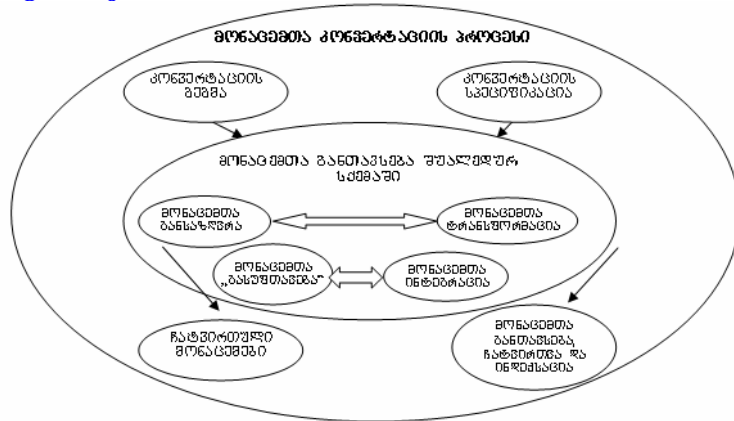 მონაცემთა კონვერტაციის პროცესი
კონვერტაციის
გეგმა
კონვერტაციის
სპეციფიკაცია
მონაცემთა განთავსება შუალედურ
სქემაში
მონაცემთა
განსაზღვრა
მონაცემთა
ტრანსფორმაცია
მონაცემთა
„გასუფთავება“
მონაცემთა
ინტეგრაცია
ჩატვირთული
მონაცემები
მონაცემთა
განთავსება,
ჩატვირთვა და
ინდექსაცია